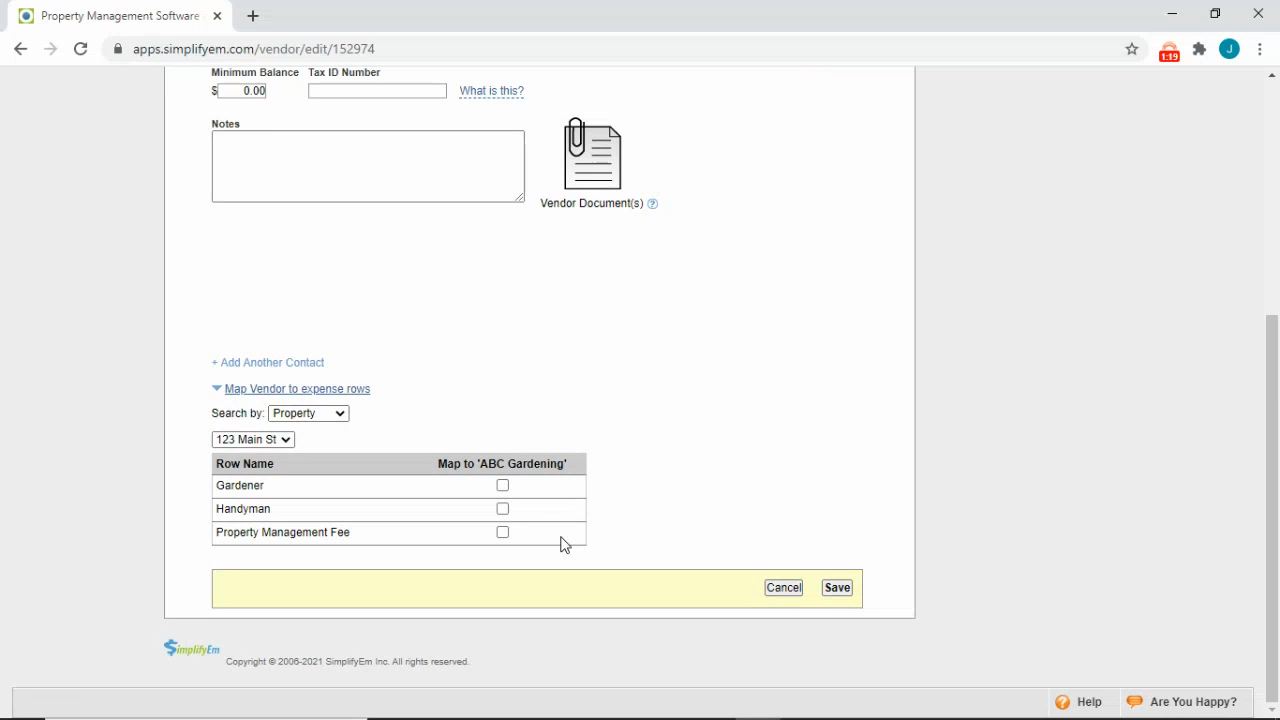 Property Management Software
apps.simplifyem.com/vendor/edit/152974
1:19
J
Minimum Balance Tax ID Number
$ 0.00 What is this?
Notes
Vendor Document(s) ?
+ Add Another Contact
Map Vendor to expense rows
Search by: Property
123 Main St
Row Name Map to 'ABC Gardening'
Gardener
Handyman
Property Management Fee
Cancel Save
SimplifyEm Copyright © 2006-2021 SimplifyEm Inc. All rights reserved.
? Help Are You Happy?